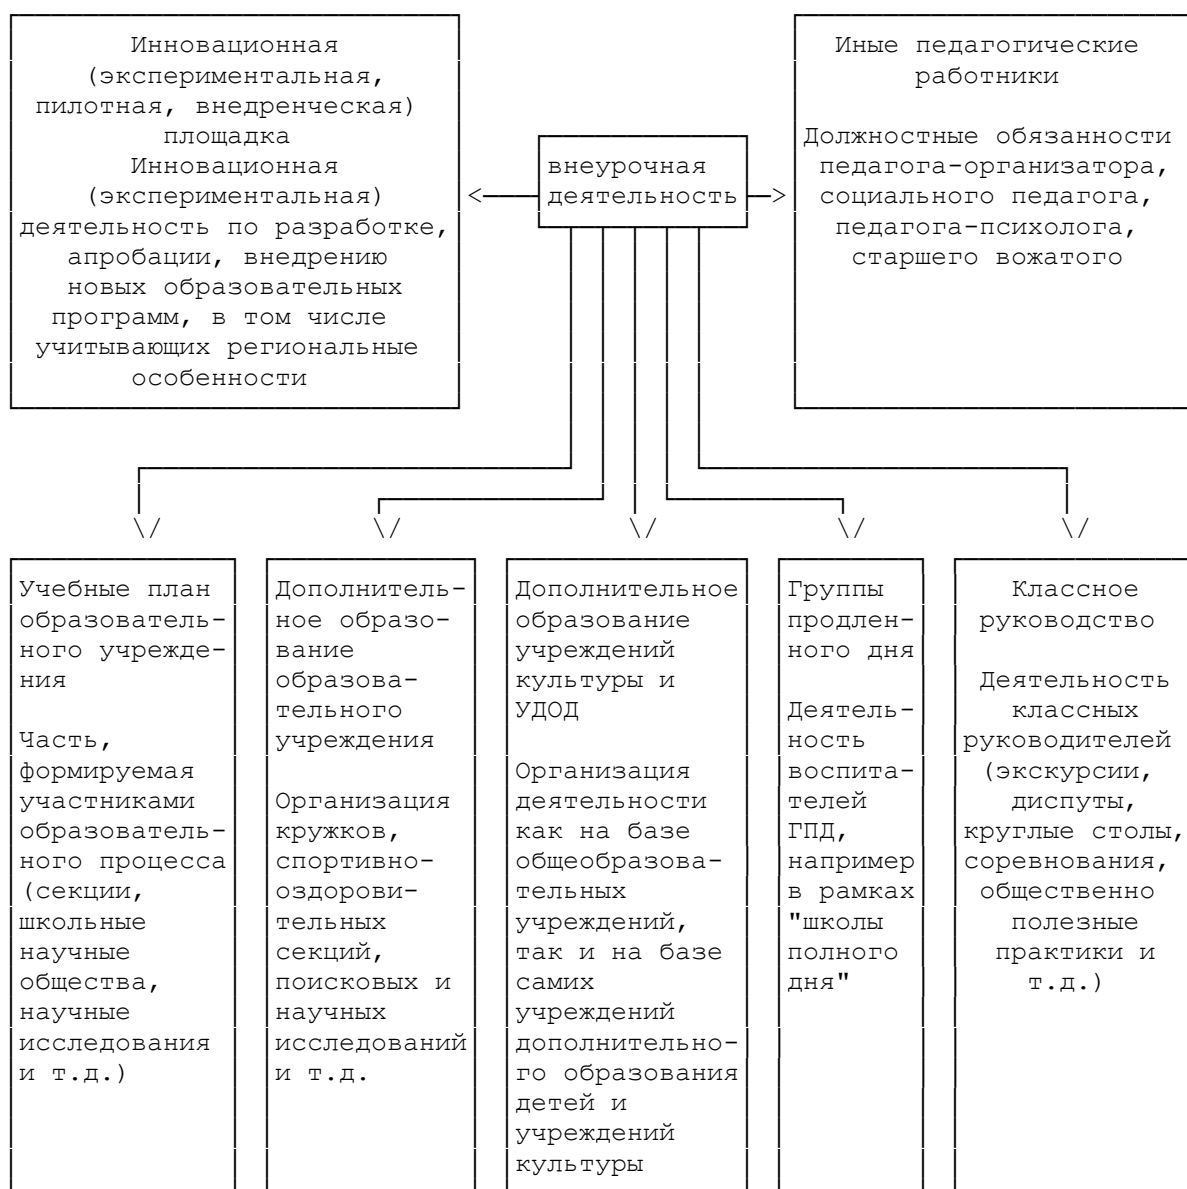 Инновационная
(экспериментальная,
пилотная, внедренческая)
площадка
Инновационная
(экспериментальная)
деятельность по разработке,
апробации, внедрению
новых образовательных
программ, в том числе
учитывающих региональные
особенности
внеурочная
деятельность
Иные педагогические
работники
Должностные обязанности
педагога-организатора,
социального педагога,
педагога-психолога,
старшего вожатого
Учебные план
образователь-
ного учрежде-
ния
Часть,
формируемая
участниками
образователь-
ного процесса
(секции,
школьные
научные
общества,
научные
исследования
и т.д.)
Дополнитель-
ное образо-
вание
образова-
тельного
учреждения
Организация
кружков,
спортивно-
оздорови-
тельных
секций,
поисковых и
научных
исследований
и т.д.
Дополнительное
образование
учреждений
культуры и
УДОД
Организация
деятельности
как на базе
общеобразова-
тельных
учреждений,
так и на базе
самих
учреждений
дополнительно-
го образования
детей и
учреждений
культуры
Группы
продлен-
ного дня
Деятель-
ность
воспита-
телей
ГПД,
например
в рамках
"школы
полного
дня"
Классное
руководство
Деятельность
классных
руководителей
(экскурсии,
диспуты,
круглые столы,
соревнования,
общественно
полезные
практики и
т.д.)